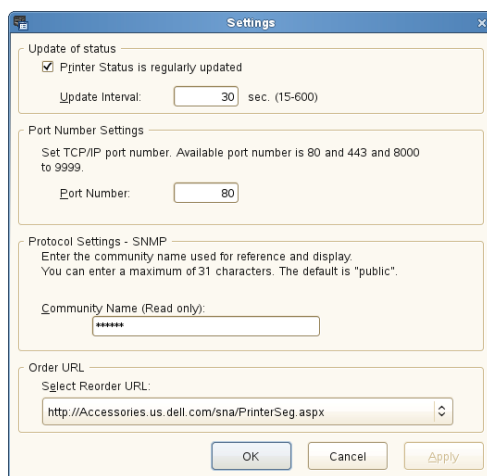 Settings
Update of status
Printer Status is regularly updated
Update Interval: 30 sec. (15-600)
Port Number Settings
Set TCP/IP port number. Available port number is 80 and 443 and 8000
to 9999.
Port Number: 80
Protocol Settings - SNMP
Enter the community name used for reference and display.
You can enter a maximum of 31 characters. The default is "public".
Community Name (Read only):
******
Order URL
Select Reorder URL:
http://Accessories.us.dell.com/sna/PrinterSeg.aspx
OK Cancel Apply